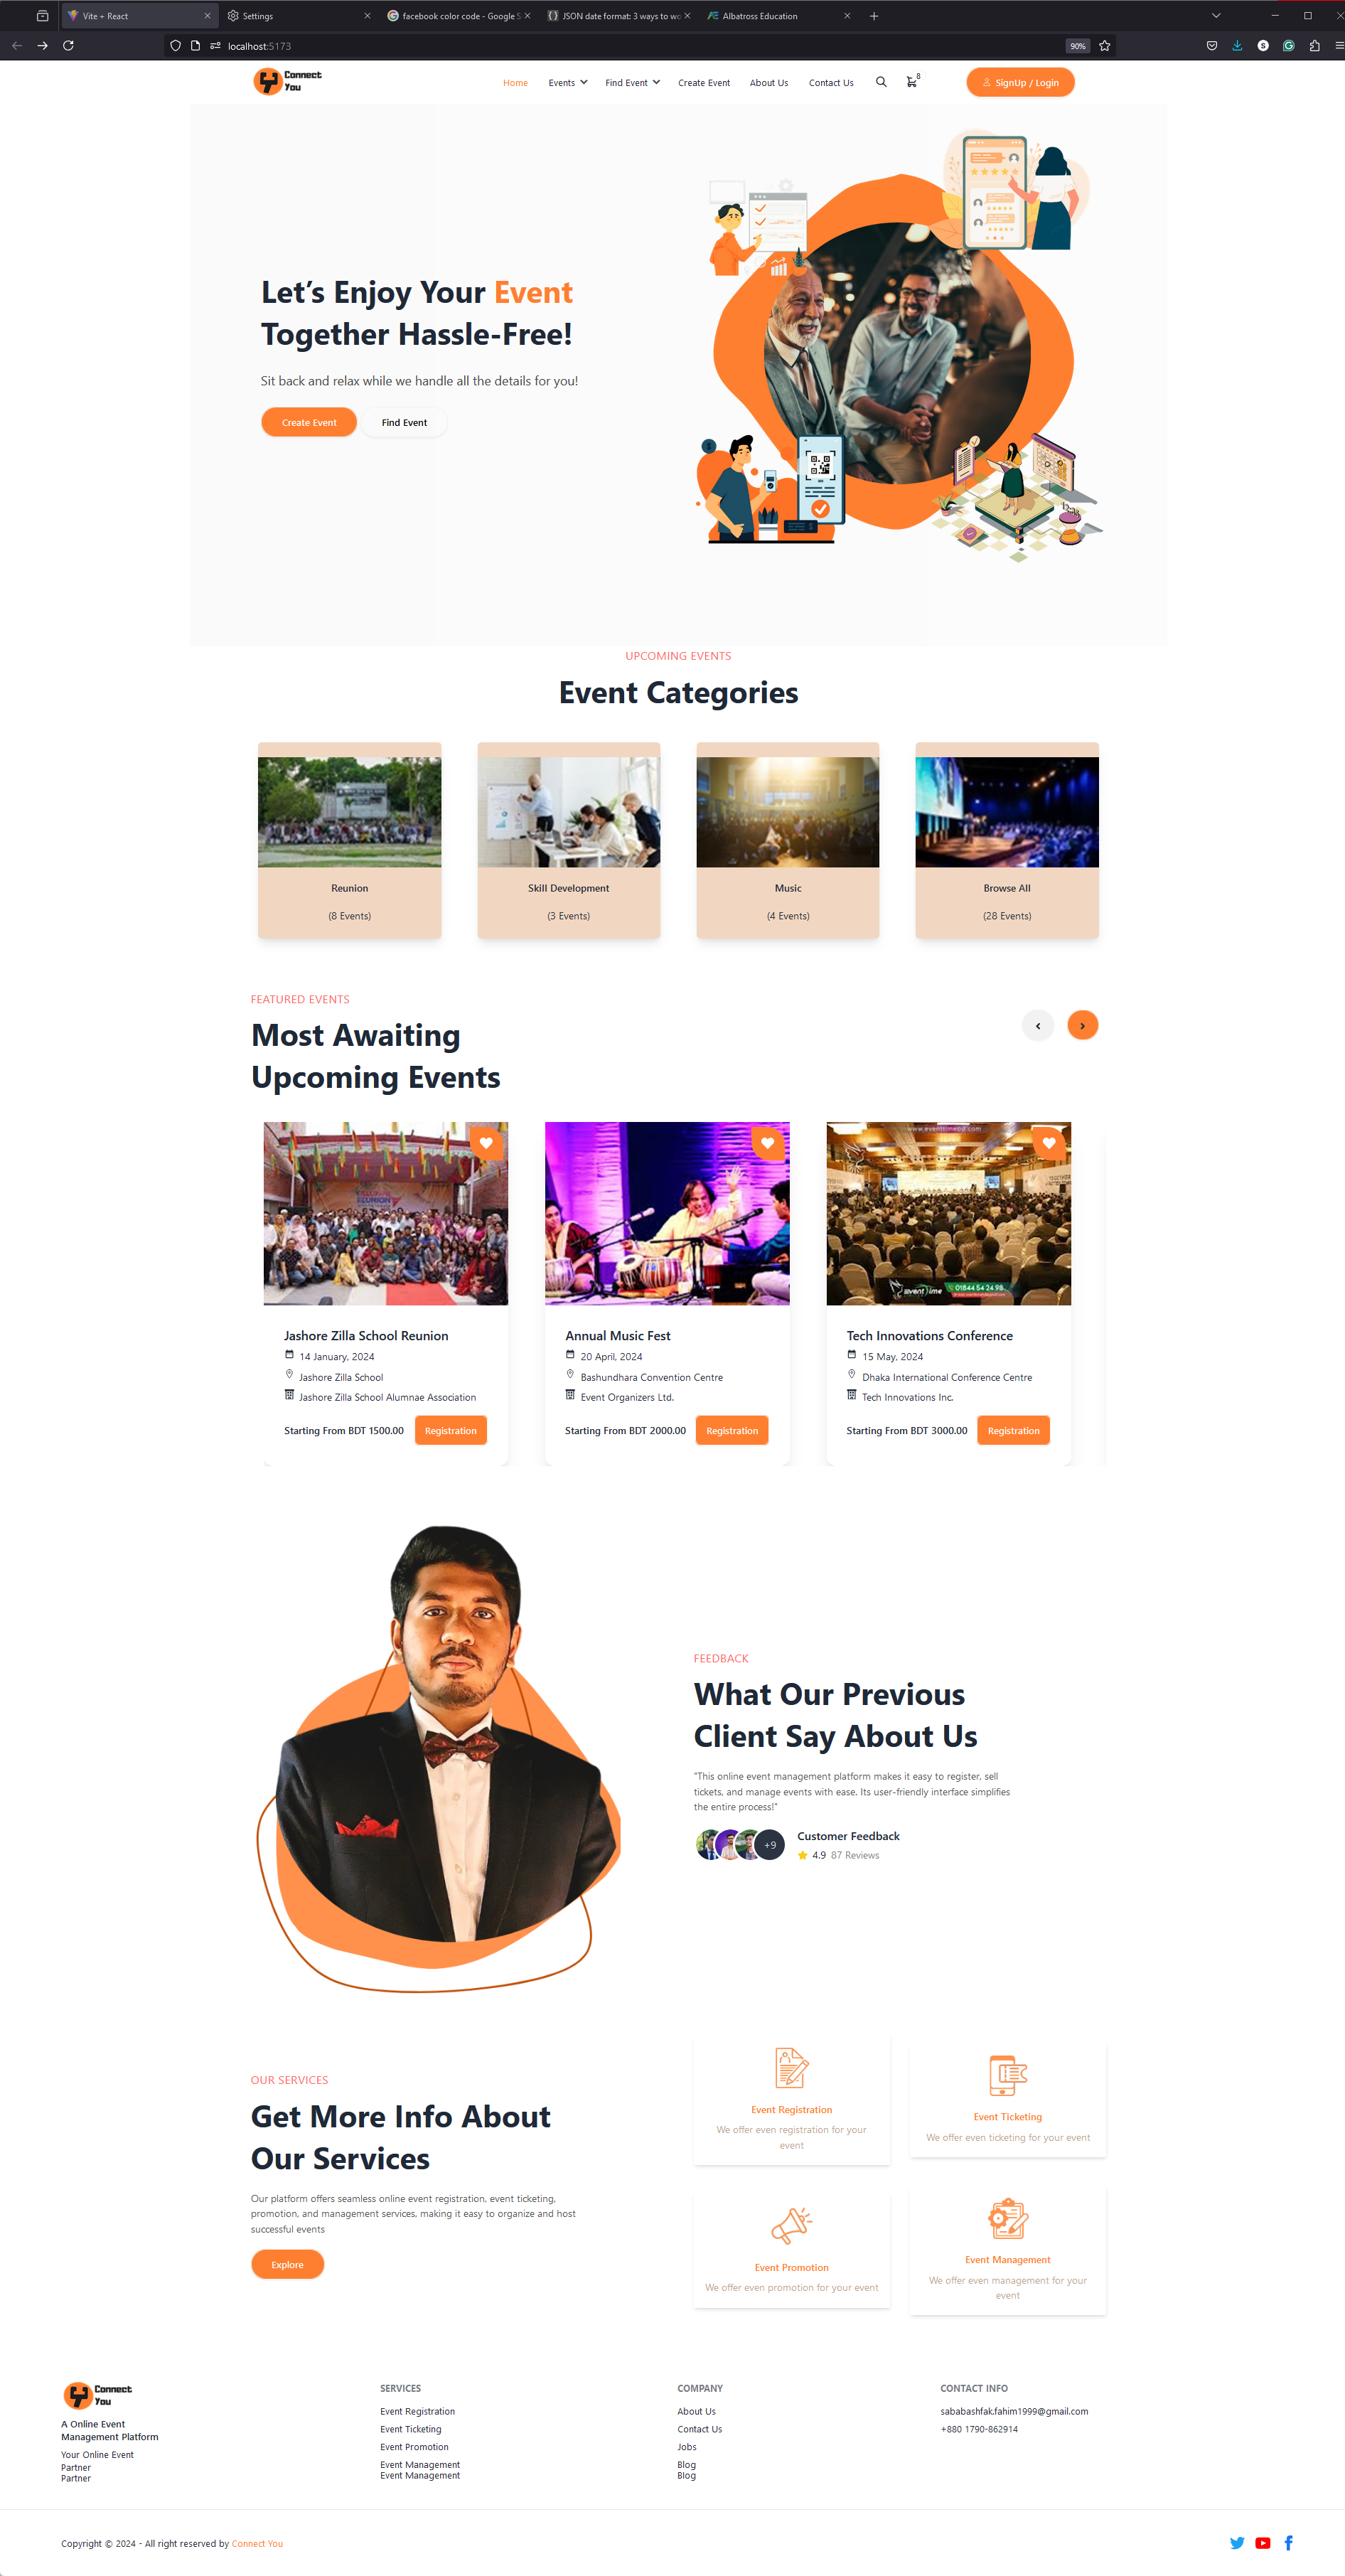 Vite + React
Settings
facebook color code - Google S
JSON date format: 3 ways to wo
Albatross Education
localhost:5173
90%
Connect
You
Home
Events
Find Event
Create Event
About Us
Contact Us
8
SignUp / Login
Let's Enjoy Your Event
Together Hassle-Free!
Sit back and relax while we handle all the details for you!
Create Event
Find Event
UPCOMING EVENTS
Event Categories
Reunion
(8 Events)
Skill Development
(3 Events)
Music
(4 Events)
Browse All
(28 Events)
FEATURED EVENTS
Most Awaiting
Upcoming Events
REUNION
www.eventtimebd.com
eventTime
01844 54 24 98
Jashore Zilla School Reunion
14 January, 2024
Jashore Zilla School
Jashore Zilla School Alumnae Association
Starting From BDT 1500.00
Registration
Annual Music Fest
20 April, 2024
Bashundhara Convention Centre
Event Organizers Ltd.
Starting From BDT 2000.00
Registration
Tech Innovations Conference
15 May, 2024
Dhaka International Conference Centre
Tech Innovations Inc.
Starting From BDT 3000.00
Registration
FEEDBACK
What Our Previous
Client Say About Us
"This online event management platform makes it easy to register, sell
tickets, and manage events with ease. Its user-friendly interface simplifies
the entire process!"
+9
Customer Feedback
4.9 87 Reviews
OUR SERVICES
Get More Info About
Our Services
Our platform offers seamless online event registration, event ticketing,
promotion, and management services, making it easy to organize and host
successful events
Explore
Event Registration
We offer even registration for your
event
Event Ticketing
We offer even ticketing for your event
Event Promotion
We offer even promotion for your event
Event Management
We offer even management for your
event
Connect
You
A Online Event
Management Platform
Your Online Event
Partner
Partner
SERVICES
Event Registration
Event Ticketing
Event Promotion
Event Management
Event Management
COMPANY
About Us
Contact Us
Jobs
Blog
Blog
CONTACT INFO
sababashfak.fahim1999@gmail.com
+880 1790-862914
Copyright © 2024 - All right reserved by Connect You